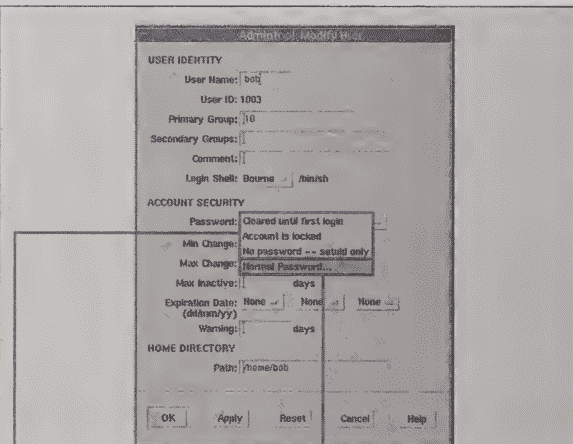 Admintool: Modify User
USER IDENTITY
User Name: bob
User ID: 1003
Primary Group: 10
Secondary Groups:
Comment:
Login Shell: Bourne /bin/sh
ACCOUNT SECURITY
Password: Cleared until first login
Account is locked
Min Change:
No password -- setuid only
Max Change: Normal Password...
Max Inactive: days
Expiration Date: None None None
(dd/mm/yy)
Warning: days
HOME DIRECTORY
Path: /home/bob
OK Apply Reset Cancel Help